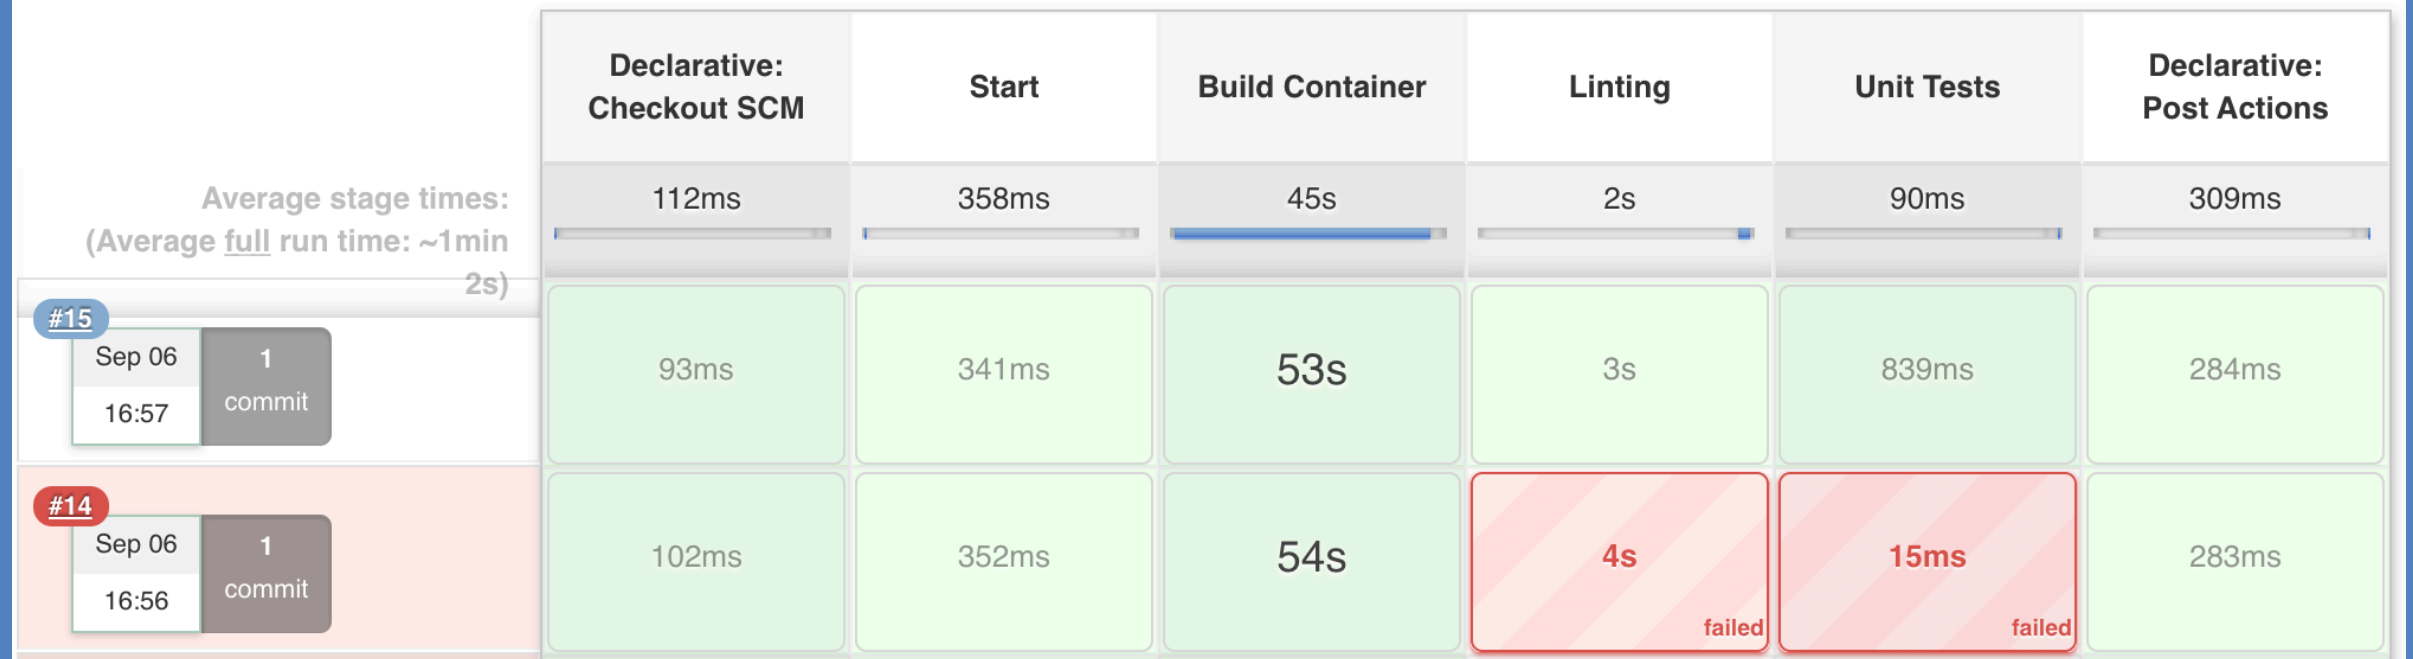 Declarative:
Checkout SCM
Start
Build Container
Linting
Unit Tests
Declarative:
Post Actions
Average stage times:
(Average full run time: ~1min
2s)
112ms
358ms
45s
2s
90ms
309ms
#15
Sep 06
16:57
1
commit
93ms
341ms
53s
3s
839ms
284ms
#14
Sep 06
16:56
1
commit
102ms
352ms
54s
4s
failed
15ms
failed
283ms